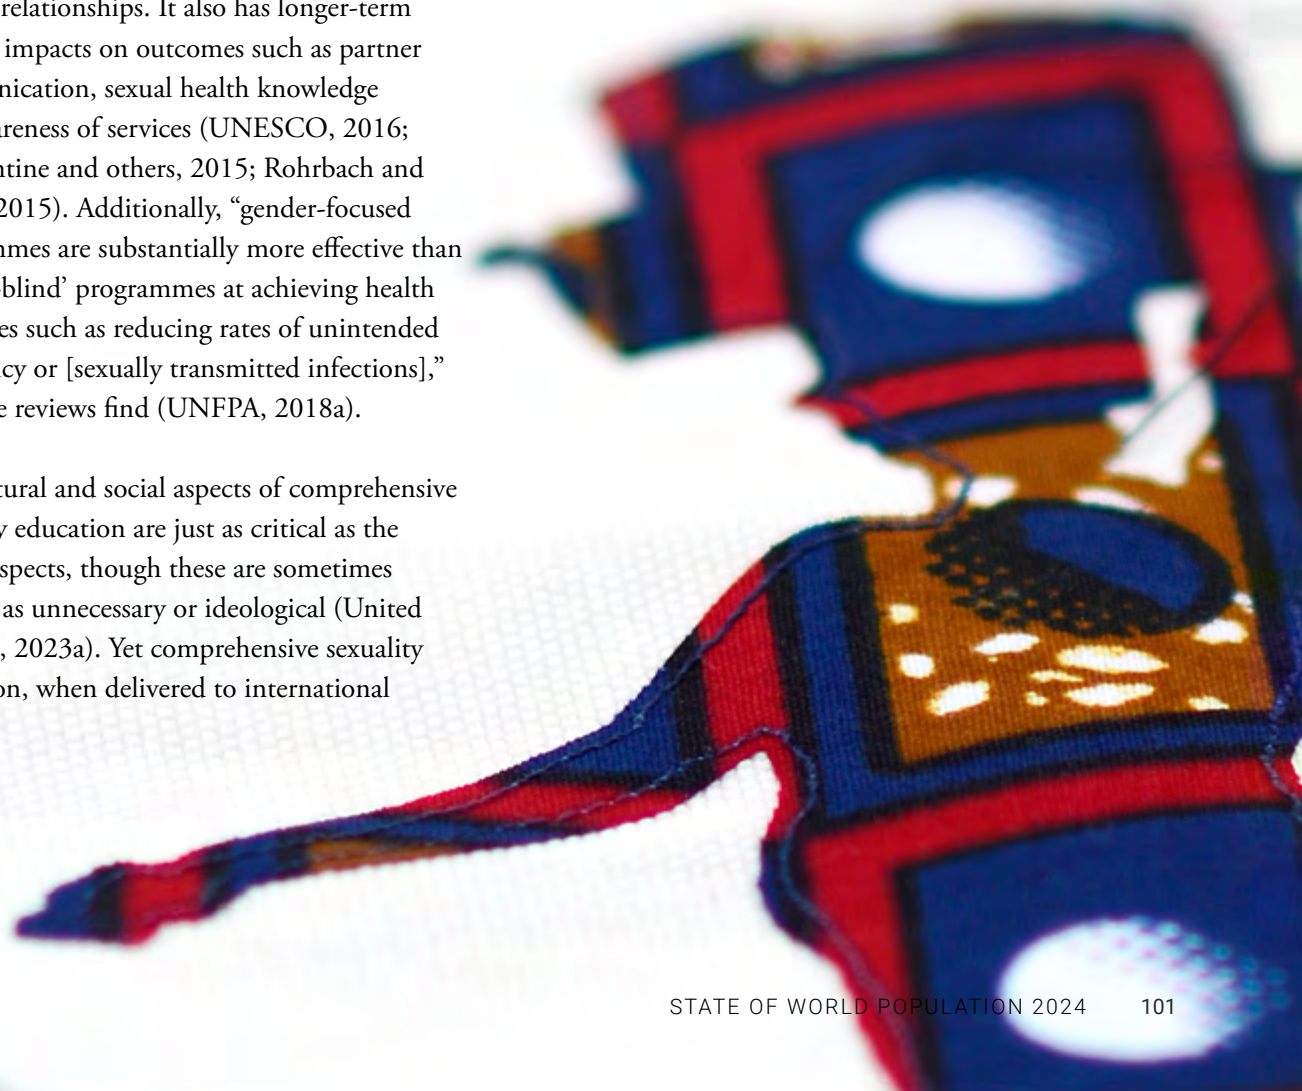 relationships. It also has longer-term
impacts on outcomes such as partner
nication, sexual health knowledge
areness of services (UNESCO, 2016;
ntine and others, 2015; Rohrbach and
2015). Additionally, “gender-focused
mmes are substantially more effective than
-blind’ programmes at achieving health
es such as reducing rates of unintended
cy or [sexually transmitted infections],”
e reviews find (UNFPA, 2018a).
tural and social aspects of comprehensive
y education are just as critical as the
spects, though these are sometimes
as unnecessary or ideological (United
, 2023a). Yet comprehensive sexuality
on, when delivered to international
STATE OF WORLD POPULATION 2024 101